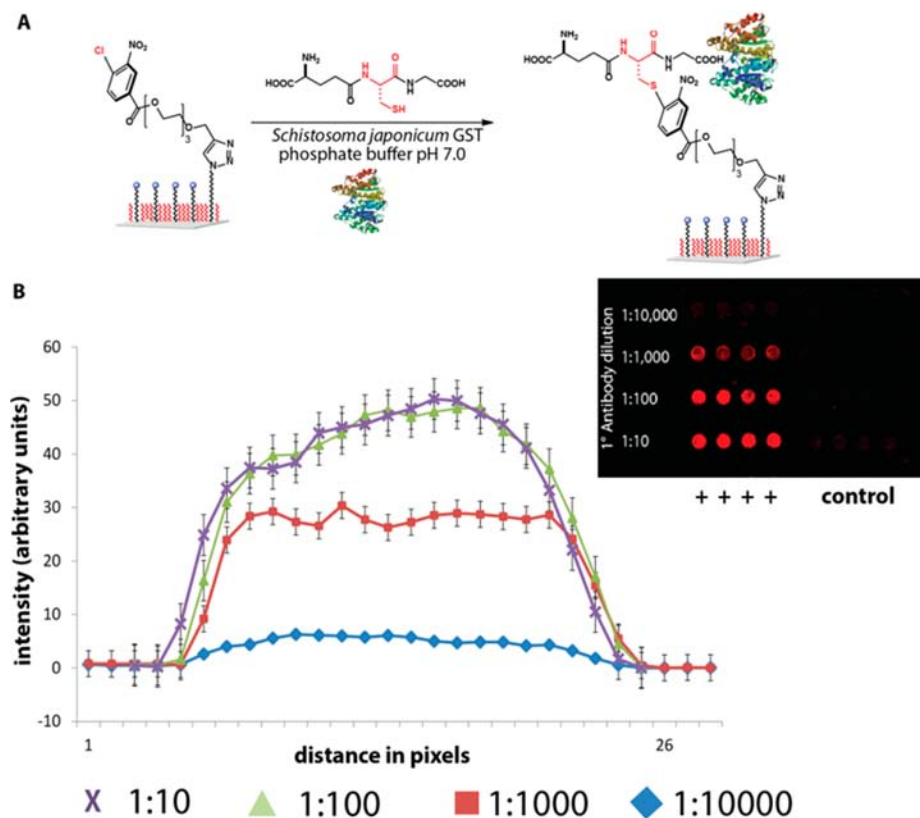 A
Cl
NO₂
O
O
O
3
O
N
N
N
NH₂
HOOC
O
HN
O
N
H
COOH
SH
Schistosoma japonicum GST
phosphate buffer pH 7.0
NH₂
HOOC
O
HN
O
N
H
COOH
S
NO₂
O
O
O
3
O
N
N
N
B
1° Antibody dilution
1:10,000
1:1,000
1:100
1:10
+ + + + control
intensity (arbitrary units)
60
50
40
30
20
10
0
-10
1 26
distance in pixels
1:10 1:100 1:1000 1:10000